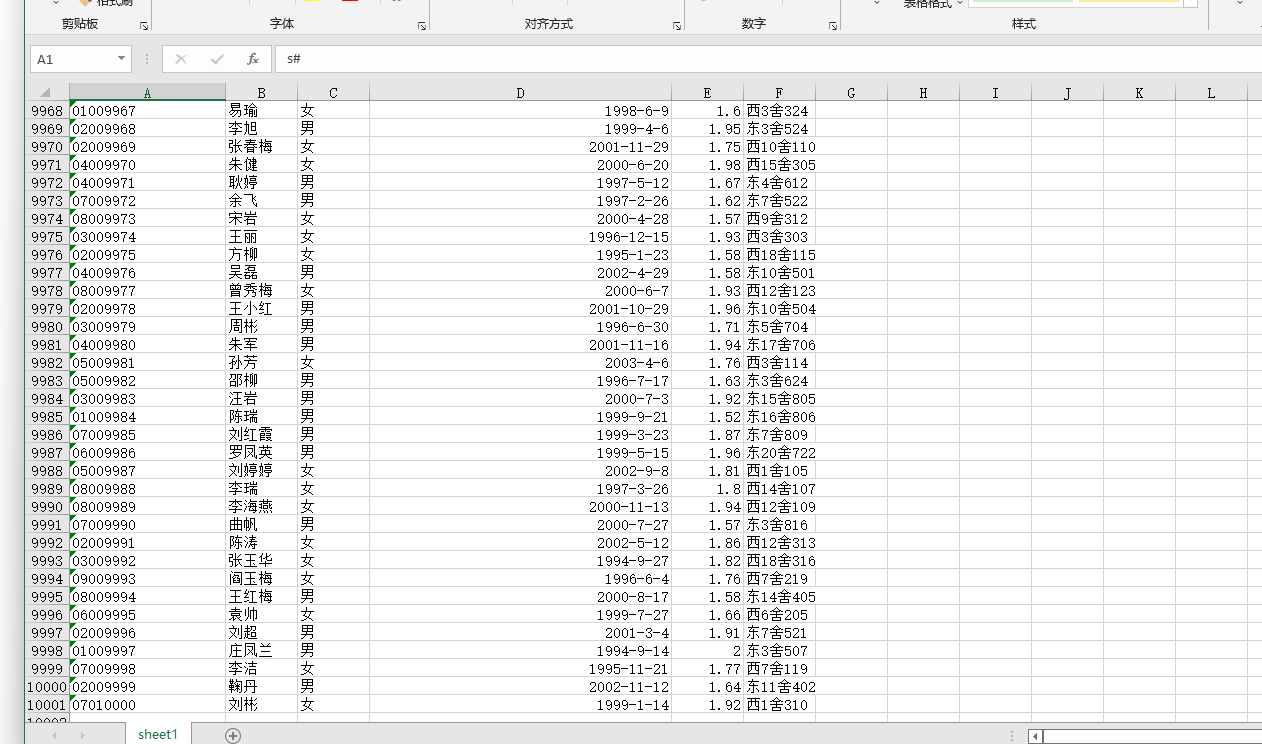 格式刷
表格格式
剪贴板 字体 对齐方式 数字 样式
A1 fx s#
A B C D E F G H I J K L
9968 01009967 易瑜 女 1998-6-9 1.6 西3舍324
9969 02009968 李旭 男 1999-4-6 1.95 东3舍524
9970 02009969 张春梅 女 2001-11-29 1.75 西10舍110
9971 04009970 朱健 女 2000-6-20 1.98 西15舍305
9972 04009971 耿婷 男 1997-5-12 1.67 东4舍612
9973 07009972 余飞 男 1997-2-26 1.62 东7舍522
9974 08009973 宋岩 女 2000-4-28 1.57 西9舍312
9975 03009974 王丽 女 1996-12-15 1.93 西3舍303
9976 02009975 方柳 女 1995-1-23 1.58 西18舍115
9977 04009976 吴磊 男 2002-4-29 1.58 东10舍501
9978 08009977 曾秀梅 女 2000-6-7 1.93 西12舍123
9979 02009978 王小红 男 2001-10-29 1.96 东10舍504
9980 03009979 周彬 男 1996-6-30 1.71 东5舍704
9981 04009980 朱军 男 2001-11-16 1.94 东17舍706
9982 05009981 孙芳 女 2003-4-6 1.76 西3舍114
9983 05009982 邵柳 男 1996-7-17 1.63 东3舍624
9984 03009983 汪岩 男 2000-7-3 1.92 东15舍805
9985 01009984 陈瑞 男 1999-9-21 1.52 东16舍806
9986 07009985 刘红霞 男 1999-3-23 1.87 东7舍809
9987 06009986 罗凤英 男 1999-5-15 1.96 东20舍722
9988 05009987 刘婷婷 女 2002-9-8 1.81 西1舍105
9989 08009988 李瑞 女 1997-3-26 1.8 西14舍107
9990 08009989 李海燕 女 2000-11-13 1.94 西12舍109
9991 07009990 曲帆 男 2000-7-27 1.57 东3舍816
9992 02009991 陈涛 女 2002-5-12 1.86 西12舍313
9993 03009992 张玉华 女 1994-9-27 1.82 西18舍316
9994 09009993 阎玉梅 女 1996-6-4 1.76 西7舍219
9995 08009994 王红梅 男 2000-8-17 1.58 东14舍405
9996 06009995 袁帅 女 1999-7-27 1.66 西6舍205
9997 02009996 刘超 男 2001-3-4 1.91 东7舍521
9998 01009997 庄凤兰 男 1994-9-14 2 东3舍507
9999 07009998 李洁 女 1995-11-21 1.77 西7舍119
10000 02009999 鞠丹 男 2002-11-12 1.64 东11舍402
10001 07010000 刘彬 女 1999-1-14 1.92 西1舍310
10002
sheet1